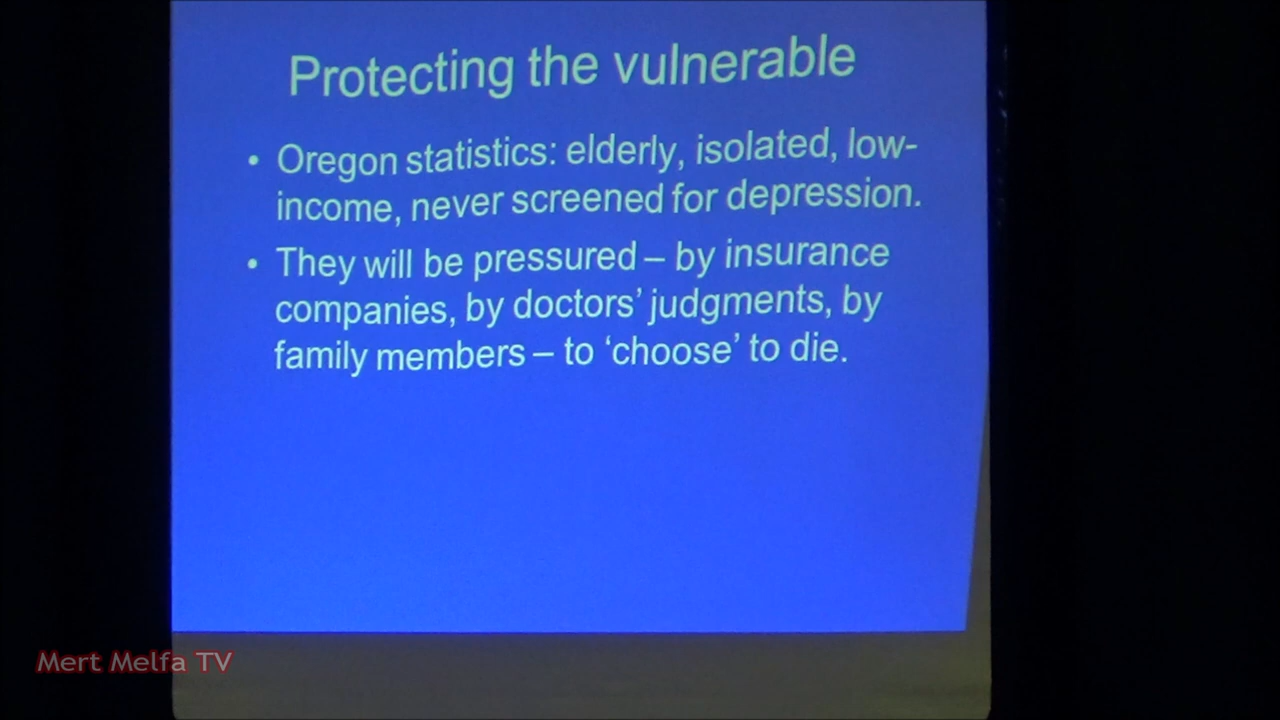 Protecting the vulnerable
• Oregon statistics: elderly, isolated, low-
income, never screened for depression.
• They will be pressured – by insurance
companies, by doctors’ judgments, by
family members – to ‘choose’ to die.
Mert Melfa TV